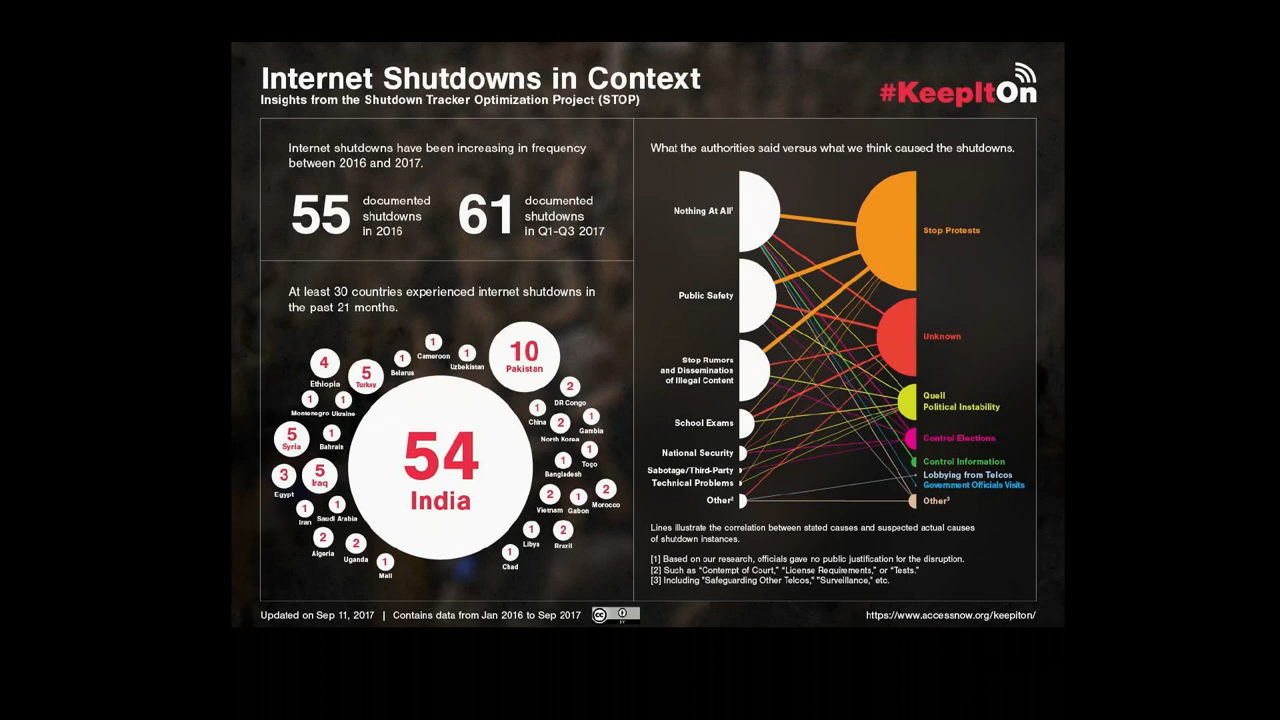 Internet Shutdowns in Context
Insights from the Shutdown Tracker Optimization Project (STOP)
#KeepItOn
Internet shutdowns have been increasing in frequency
between 2016 and 2017.
55
documented
shutdowns
in 2016
61
documented
shutdowns
in Q1-Q3 2017
At least 30 countries experienced internet shutdowns in
the past 21 months.
4
Ethiopia
5
Turkey
1
Belarus
1
Cameroon
1
Uzbekistan
10
Pakistan
2
DR Congo
1
Montenegro
1
Ukraine
1
China
2
North Korea
1
Gambia
5
Syria
1
Bahrain
54
India
1
Togo
1
Bangladesh
3
Egypt
5
Iraq
2
Vietnam
1
Gabon
2
Morocco
1
Iran
1
Saudi Arabia
2
Algeria
2
Uganda
1
Mali
1
Libya
2
Brazil
1
Chad
What the authorities said versus what we think caused the shutdowns.
Nothing At All¹
Public Safety
Stop Rumors
and Dissemination
of Illegal Content
School Exams
National Security
Sabotage/Third-Party
Technical Problems
Other²
Stop Protests
Unknown
Quell
Political Instability
Control Elections
Control Information
Lobbying from Telcos
Government Officials Visits
Other³
Lines illustrate the correlation between stated causes and suspected actual causes
of shutdown instances.
[1] Based on our research, officials gave no public justification for the disruption.
[2] Such as "Contempt of Court," "License Requirements," or "Tests."
[3] Including "Safeguarding Other Telcos," "Surveillance," etc.
Updated on Sep 11, 2017 | Contains data from Jan 2016 to Sep 2017
cc
BY
https://www.accessnow.org/keepiton/